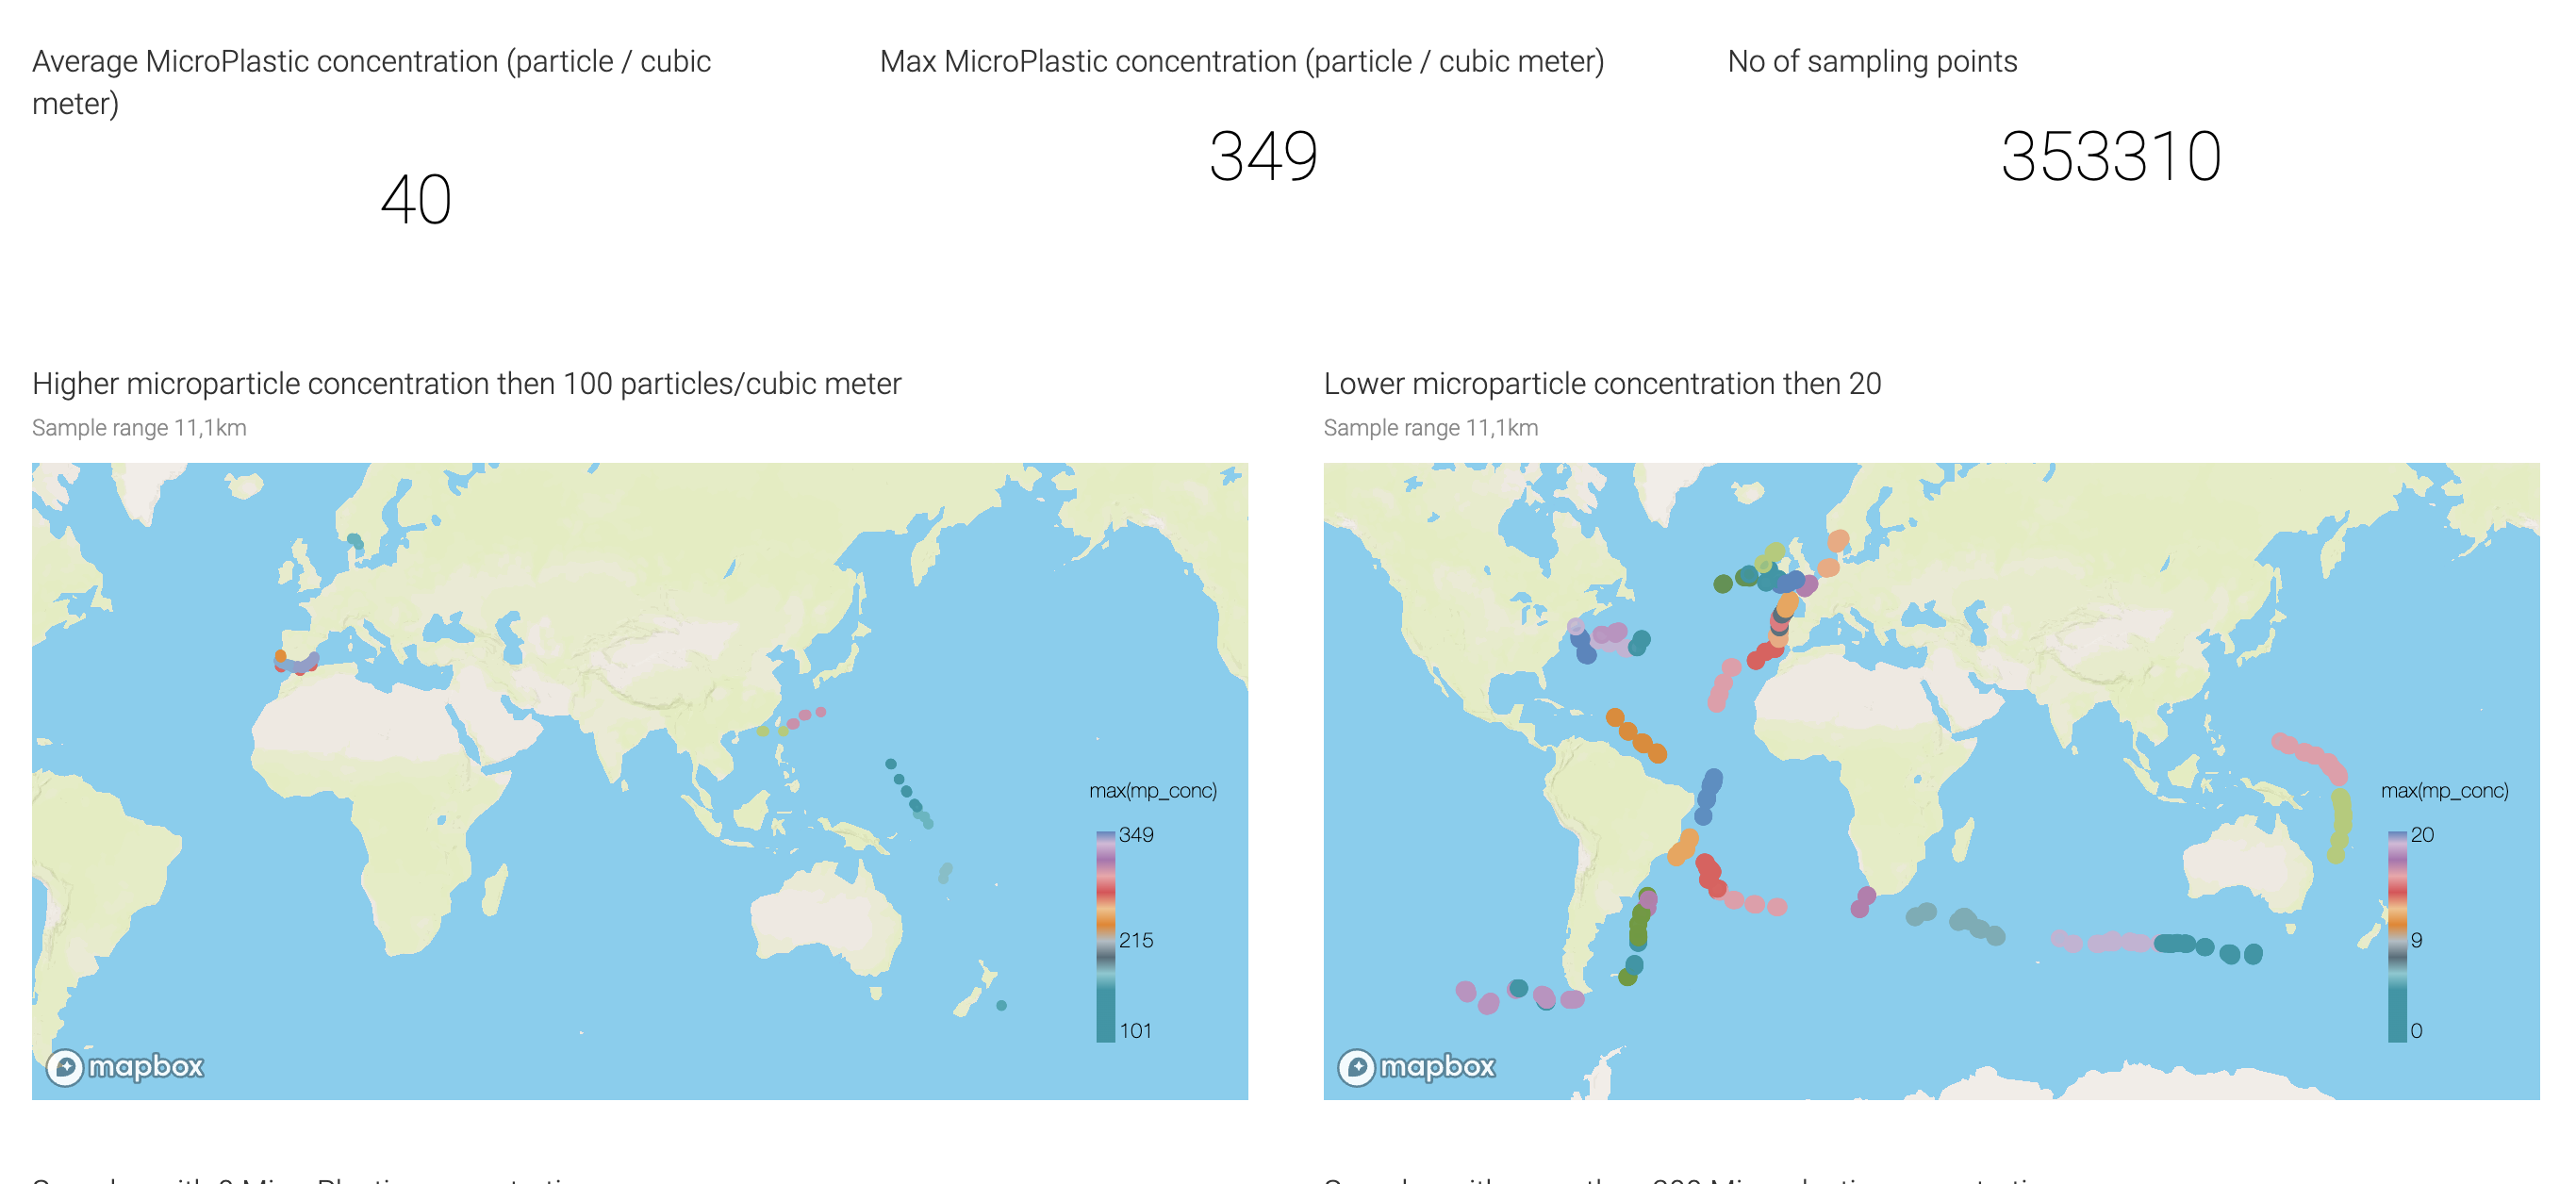 Average MicroPlastic concentration (particle / cubic
meter)
40
Max MicroPlastic concentration (particle / cubic meter)
349
No of sampling points
353310
Higher microparticle concentration then 100 particles/cubic meter
Sample range 11,1km
max(mp_conc)
349
215
101
mapbox
Lower microparticle concentration then 20
Sample range 11,1km
max(mp_conc)
20
9
0
mapbox